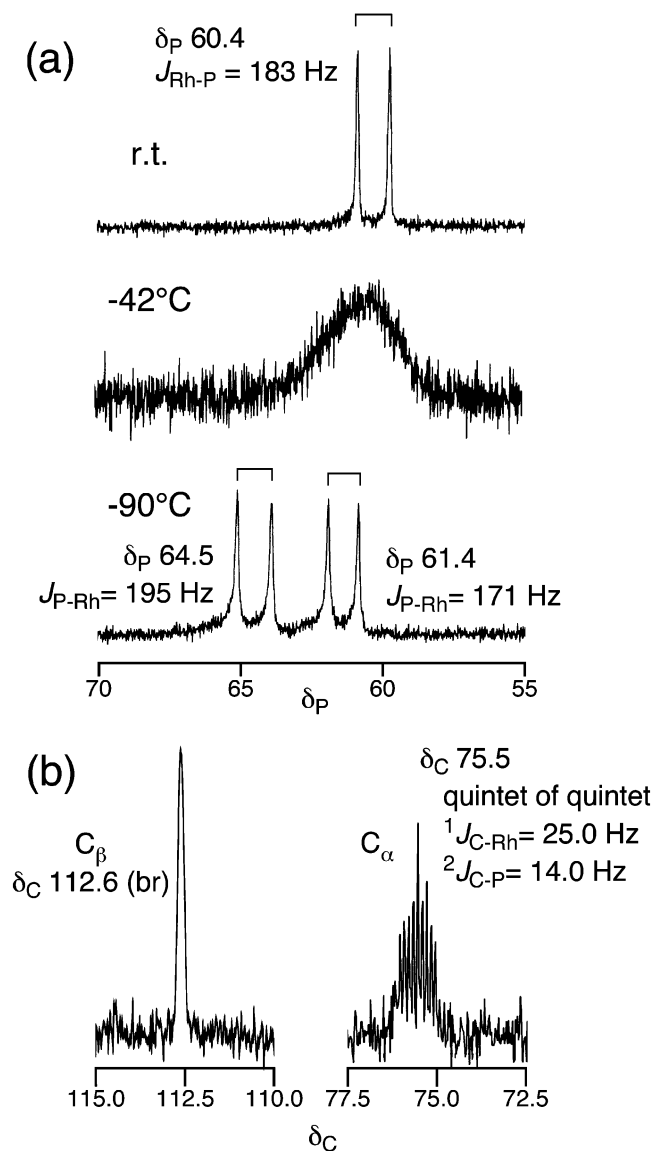 (a)
δP 60.4
JRh-P = 183 Hz
r.t.
-42°C
-90°C
δP 64.5
JP-Rh= 195 Hz
δP 61.4
JP-Rh= 171 Hz
70 65 60 55
δP
(b)
Cβ
δC 112.6 (br)
δC 75.5
quintet of quintet
1JC-Rh= 25.0 Hz
2JC-P= 14.0 Hz
Cα
115.0 112.5 110.0 77.5 75.0 72.5
δC